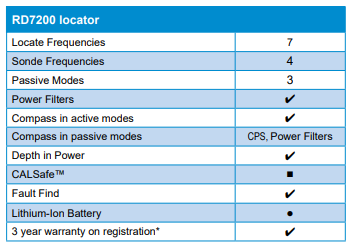 RD7200 locator
Locate Frequencies 7
Sonde Frequencies 4
Passive Modes 3
Power Filters ✔
Compass in active modes ✔
Compass in passive modes CPS, Power Filters
Depth in Power ✔
CALSafe™ ■
Fault Find ✔
Lithium-Ion Battery ●
3 year warranty on registration* ✔